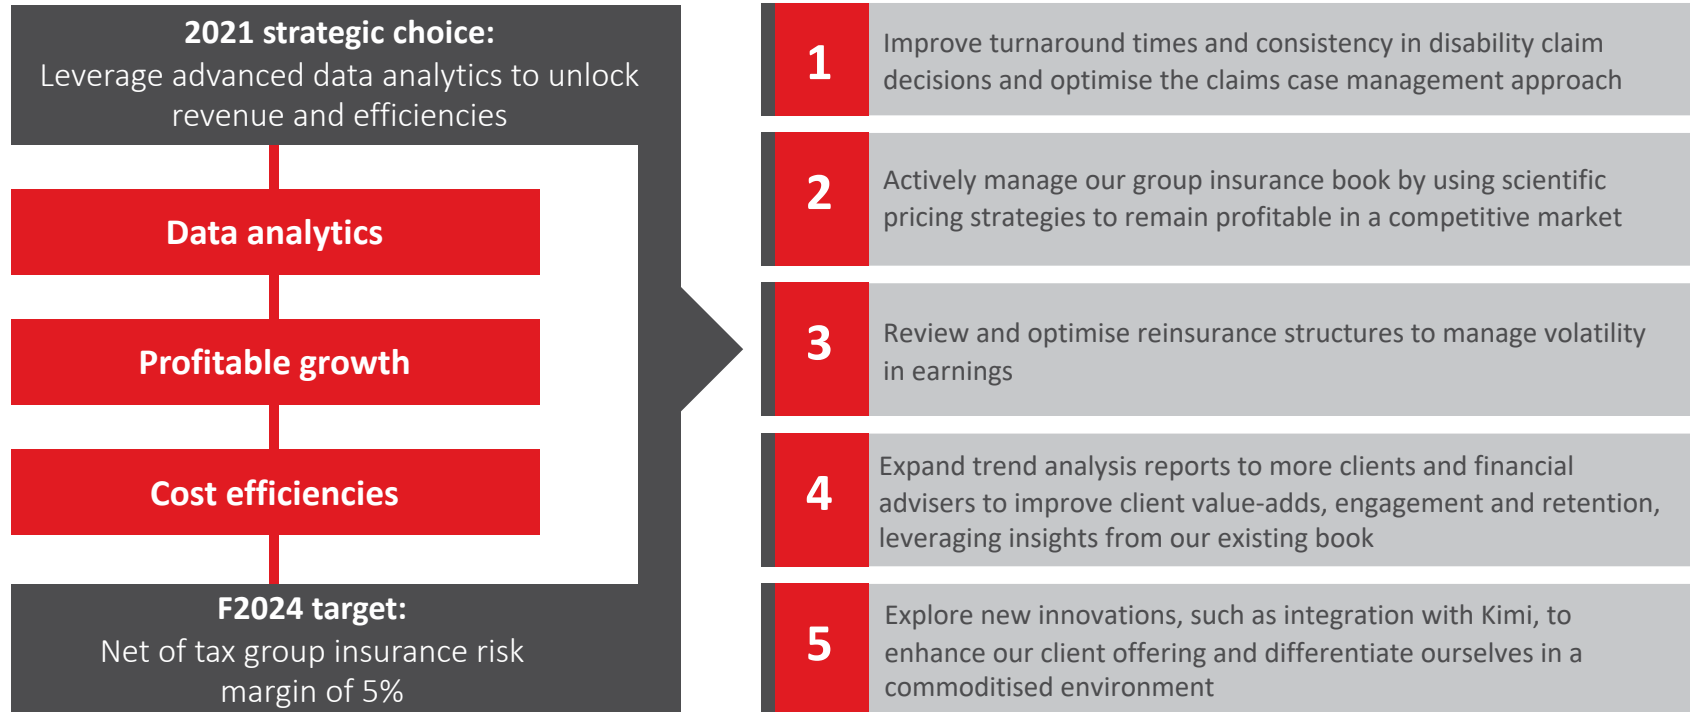 2021 strategic choice:
Leverage advanced data analytics to unlock
revenue and efficiencies
Data analytics
Profitable growth
Cost efficiencies
F2024 target:
Net of tax group insurance risk
margin of 5%
1
Improve turnaround times and consistency in disability claim
decisions and optimise the claims case management approach
2
Actively manage our group insurance book by using scientific
pricing strategies to remain profitable in a competitive market
3
Review and optimise reinsurance structures to manage volatility
in earnings
4
Expand trend analysis reports to more clients and financial
advisers to improve client value-adds, engagement and retention,
leveraging insights from our existing book
5
Explore new innovations, such as integration with Kimi, to
enhance our client offering and differentiate ourselves in a
commoditised environment